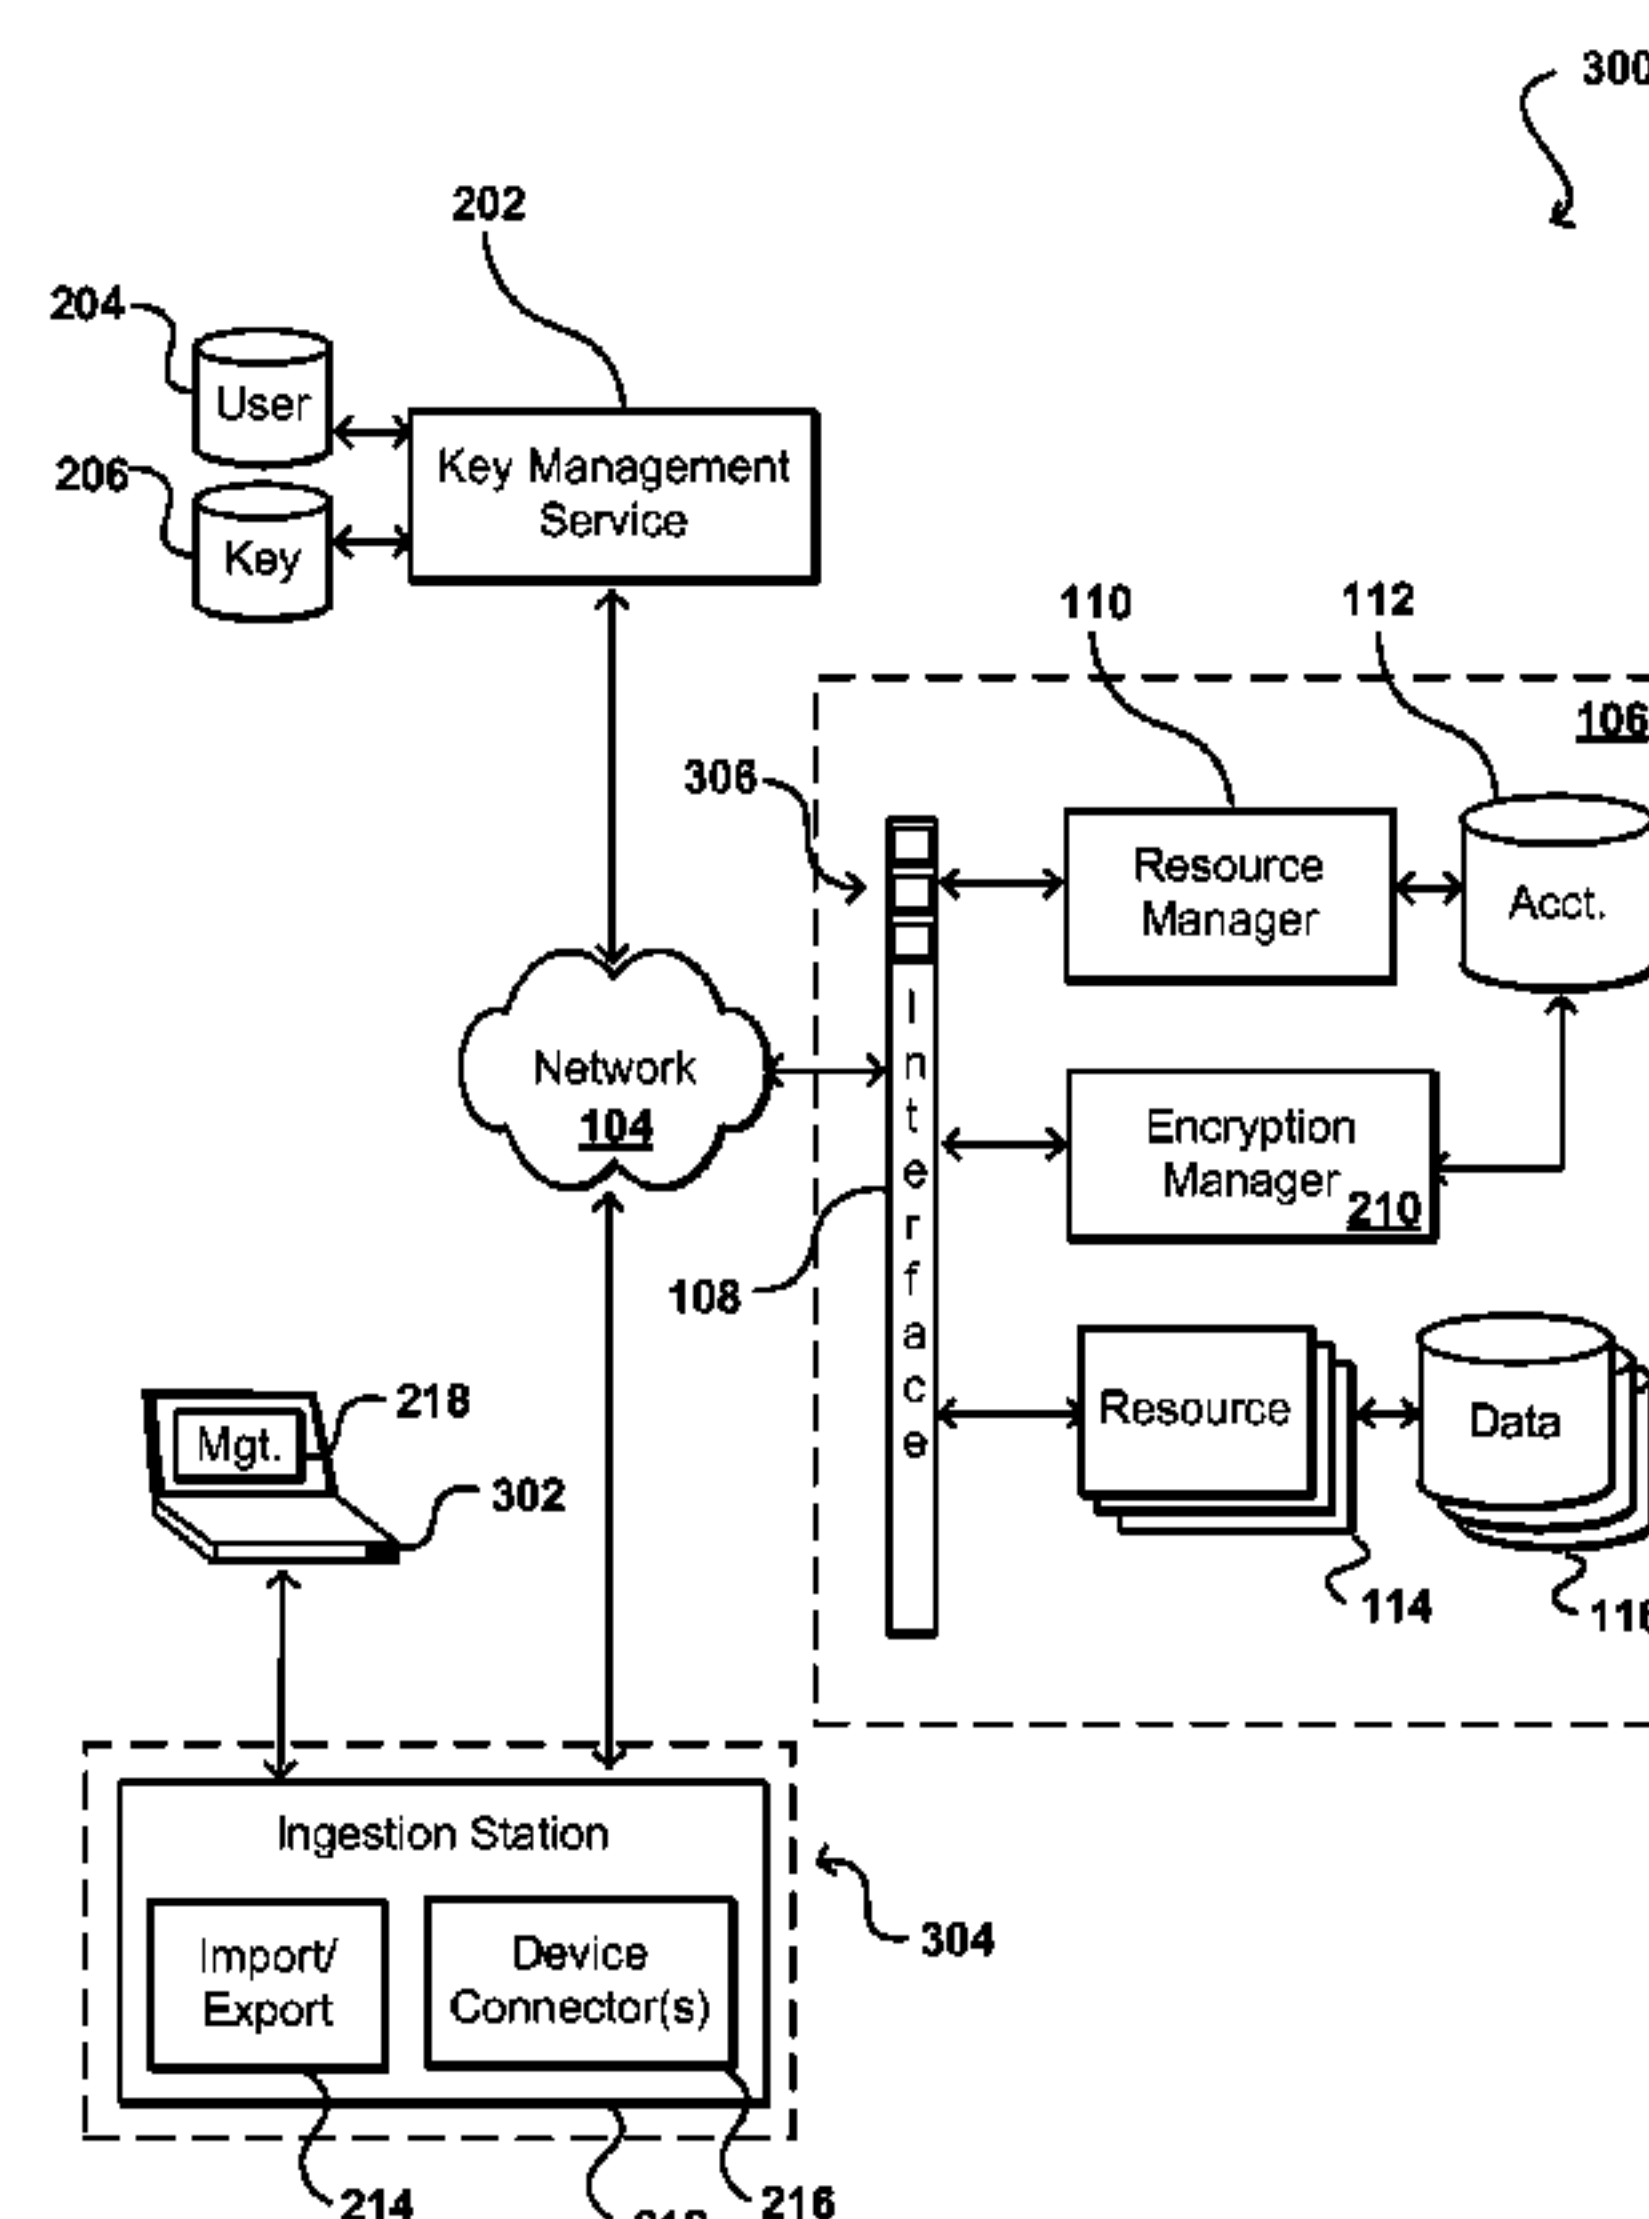 300
202
204
User
Key Management
Service
206
Key
110
112
106
306
Resource
Manager
Acct.
Interface
Network
104
Encryption
Manager
210
108
218
Mgt.
302
Resource
Data
114
Ingestion Station
304
Import/
Export
Device
Connector(s)
214
216